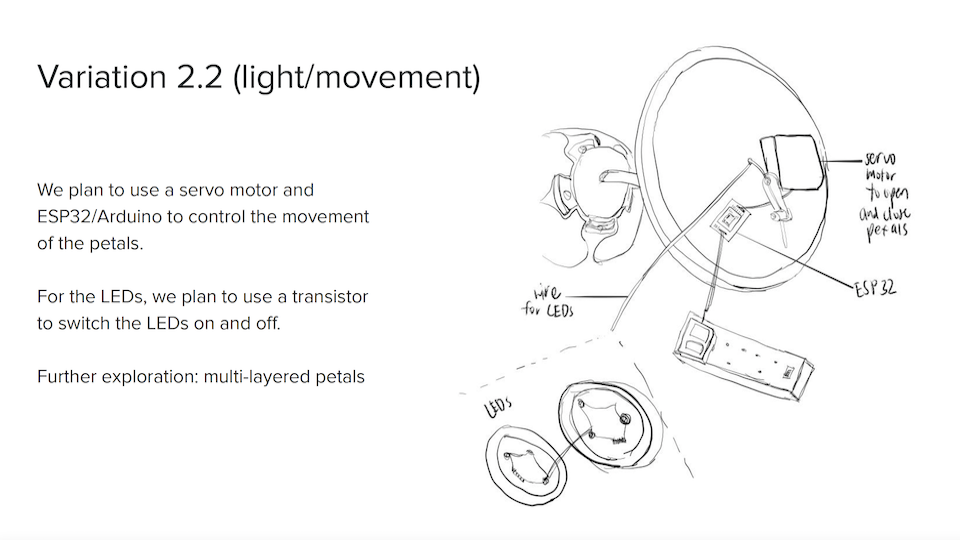 Variation 2.2 (light/movement)
We plan to use a servo motor and
ESP32/Arduino to control the movement
of the petals.
For the LEDs, we plan to use a transistor
to switch the LEDs on and off.
Further exploration: multi-layered petals
servo
motor
to open
and close
petals
ESP32
wire
for LEDs
LEDs